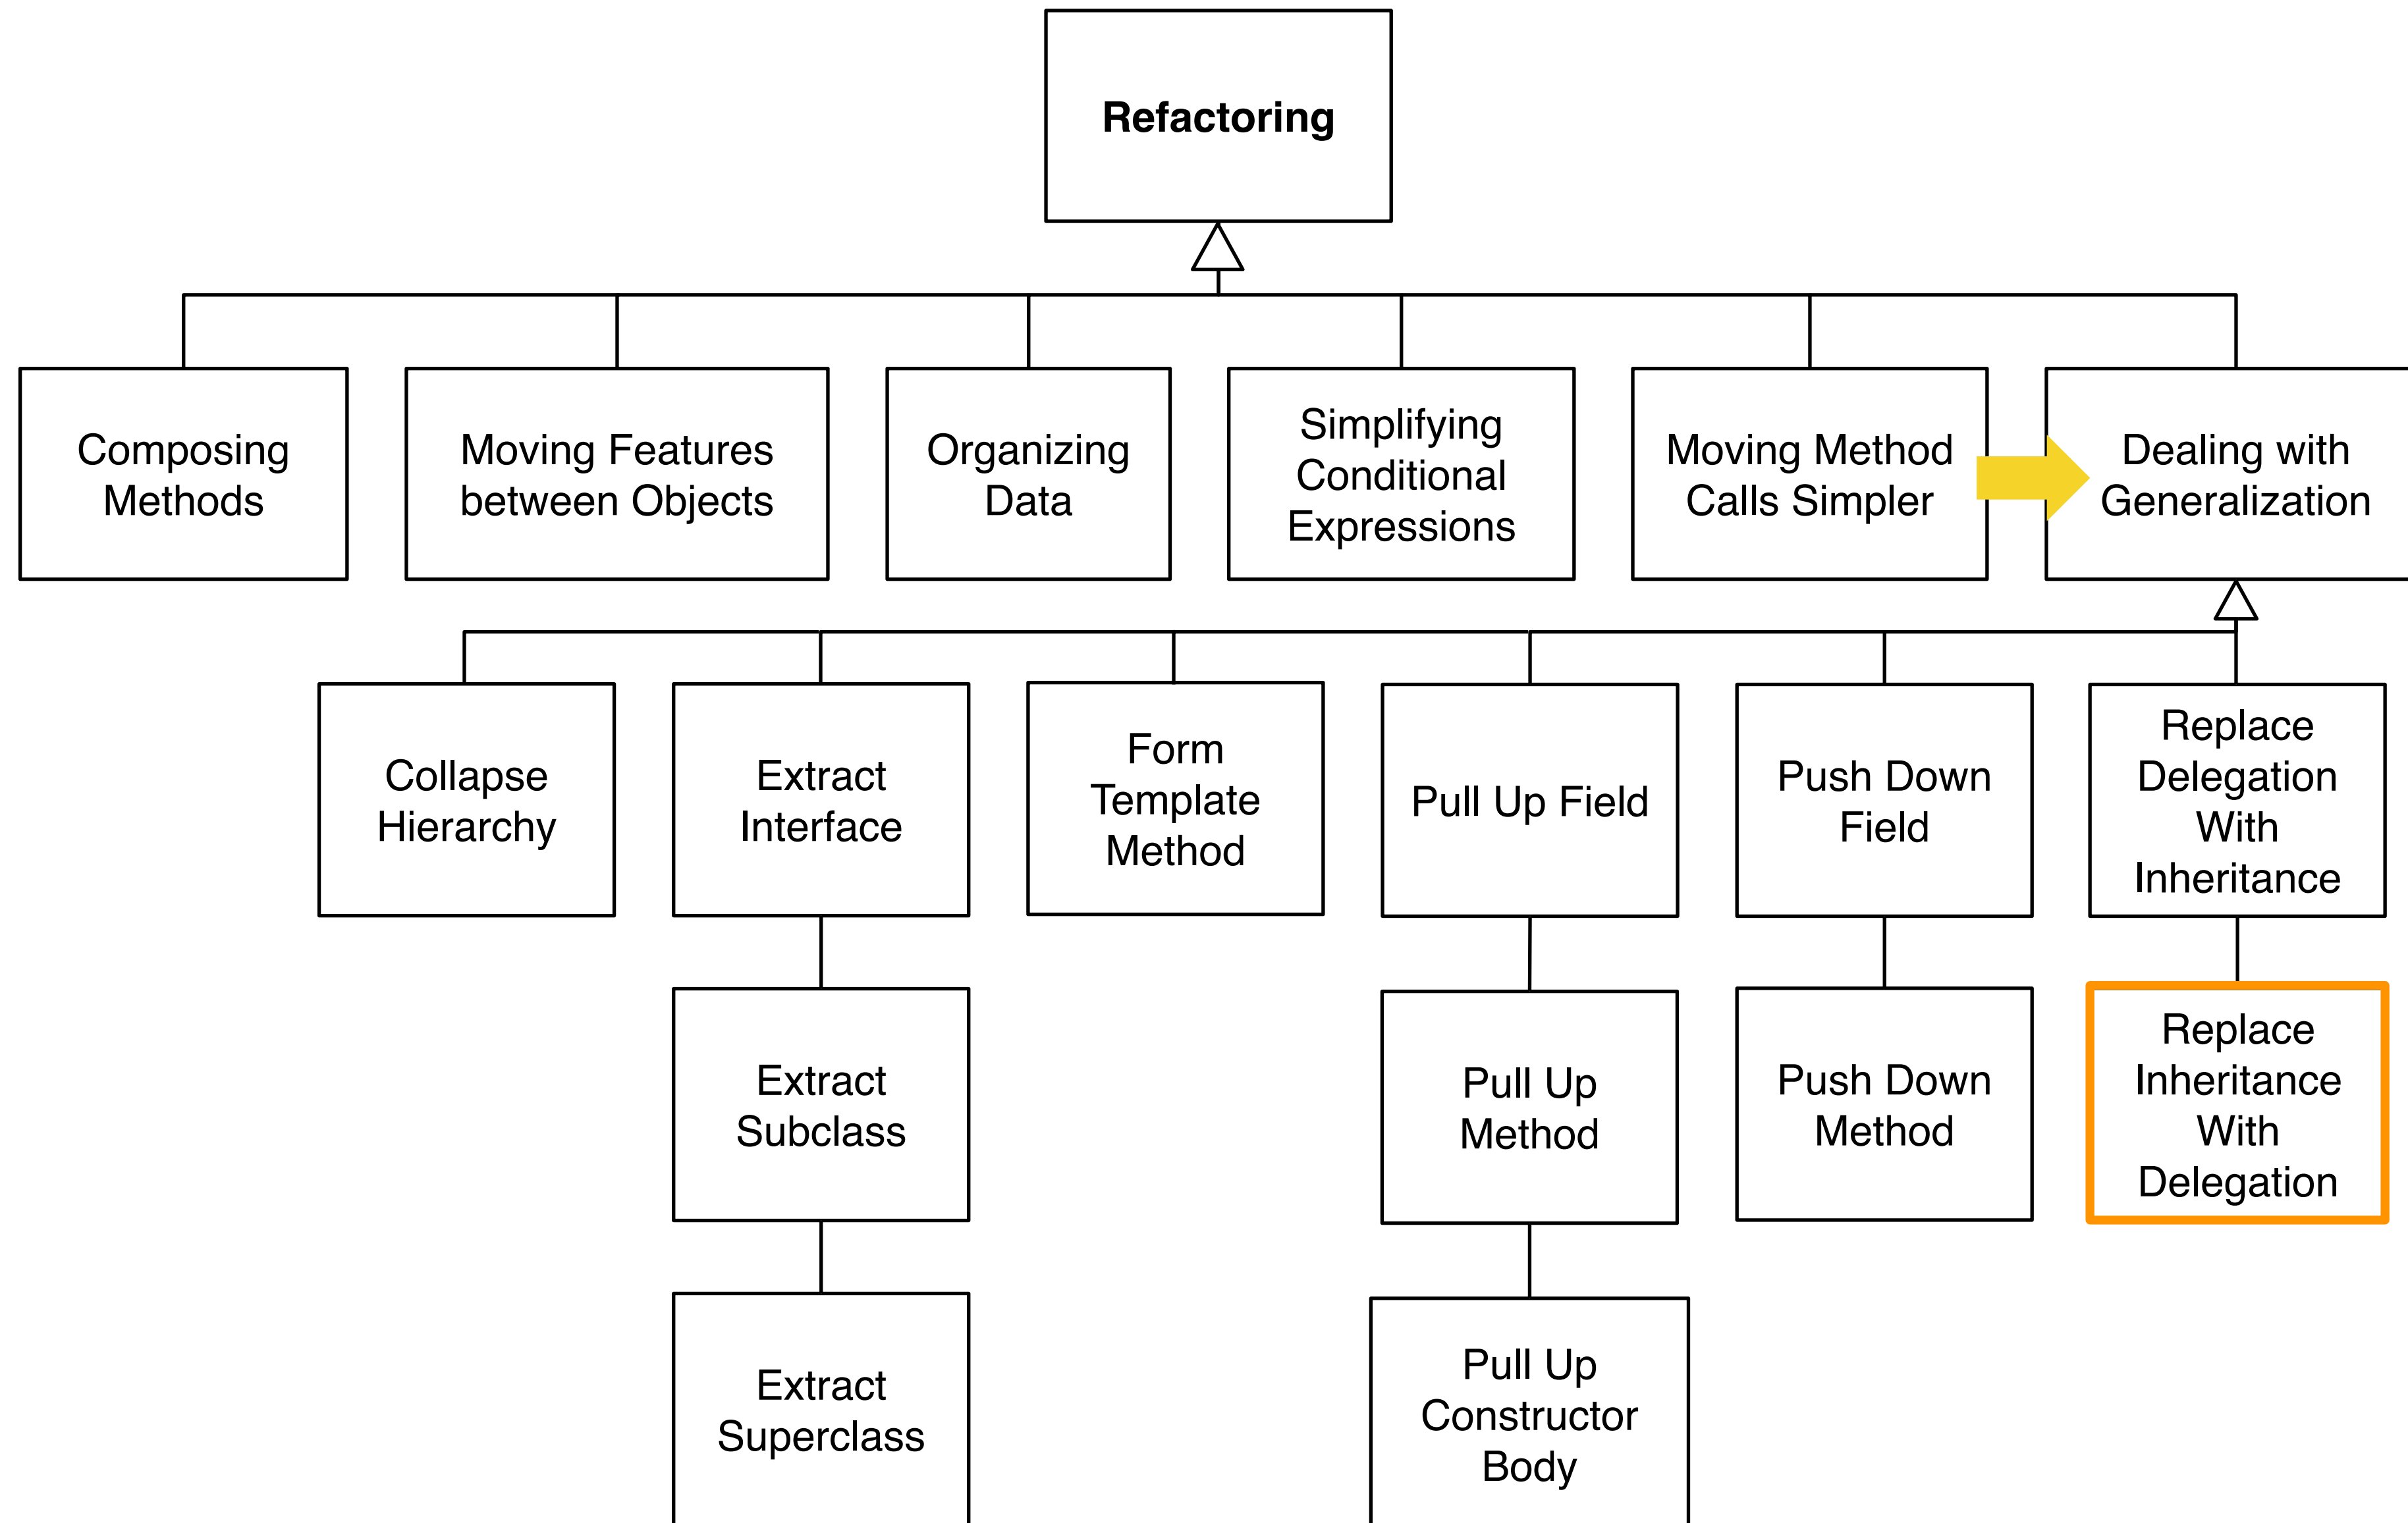 Refactoring
Composing
Methods
Moving Features
between Objects
Organizing
Data
Simplifying
Conditional
Expressions
Moving Method
Calls Simpler
Dealing with
Generalization
Collapse
Hierarchy
Extract
Interface
Form
Template
Method
Pull Up Field
Push Down
Field
Replace
Delegation
With
Inheritance
Extract
Subclass
Pull Up
Method
Push Down
Method
Replace
Inheritance
With
Delegation
Extract
Superclass
Pull Up
Constructor
Body